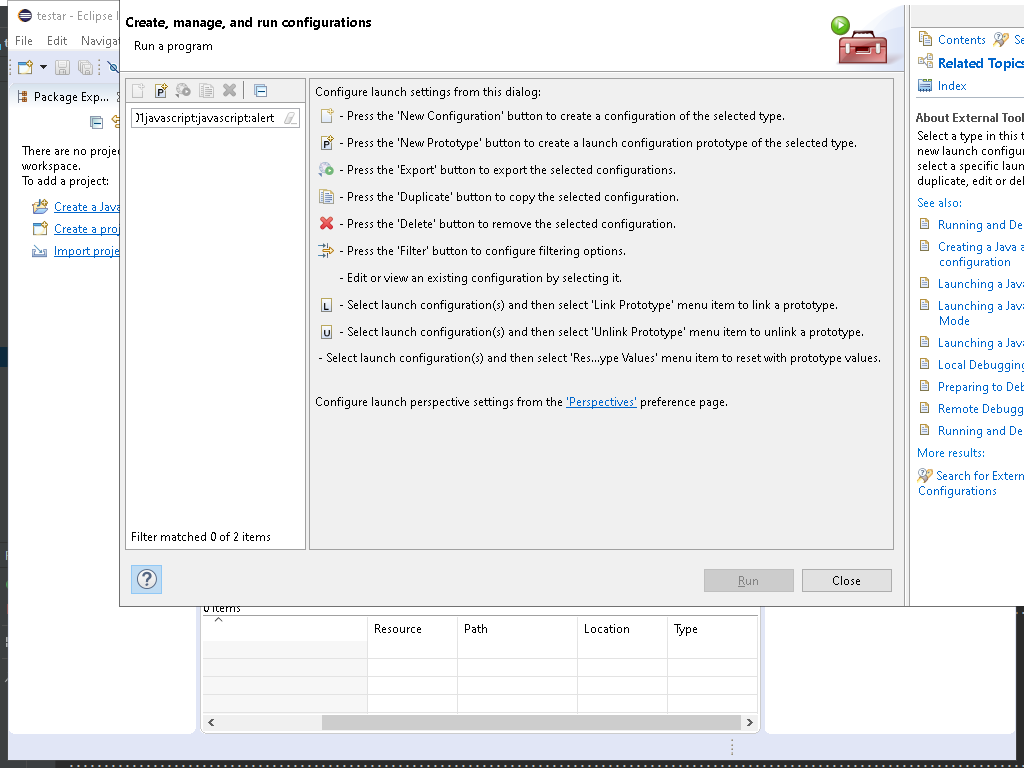 testar - Eclipse I
File Edit Navigat
Package Exp...
There are no projec
workspace.
To add a project:
Create a Java
Create a proj
Import proje
Create, manage, and run configurations
Run a program
)1javascript:javascript:alert
Filter matched 0 of 2 items
Configure launch settings from this dialog:
- Press the 'New Configuration' button to create a configuration of the selected type.
- Press the 'New Prototype' button to create a launch configuration prototype of the selected type.
- Press the 'Export' button to export the selected configurations.
- Press the 'Duplicate' button to copy the selected configuration.
- Press the 'Delete' button to remove the selected configuration.
- Press the 'Filter' button to configure filtering options.
- Edit or view an existing configuration by selecting it.
L - Select launch configuration(s) and then select 'Link Prototype' menu item to link a prototype.
U - Select launch configuration(s) and then select 'Unlink Prototype' menu item to unlink a prototype.
- Select launch configuration(s) and then select 'Res...ype Values' menu item to reset with prototype values.
Configure launch perspective settings from the 'Perspectives' preference page.
Run Close
Contents Se
Related Topics
Index
About External Tool
Select a type in this t
new launch configur
select a specific laun
duplicate, edit or del
See also:
Running and De
Creating a Java a
configuration
Launching a Java
Launching a Java
Mode
Launching a Java
Local Debugging
Preparing to Deb
Remote Debugg
Running and De
More results:
Search for Extern
Configurations
0 items
Resource Path Location Type